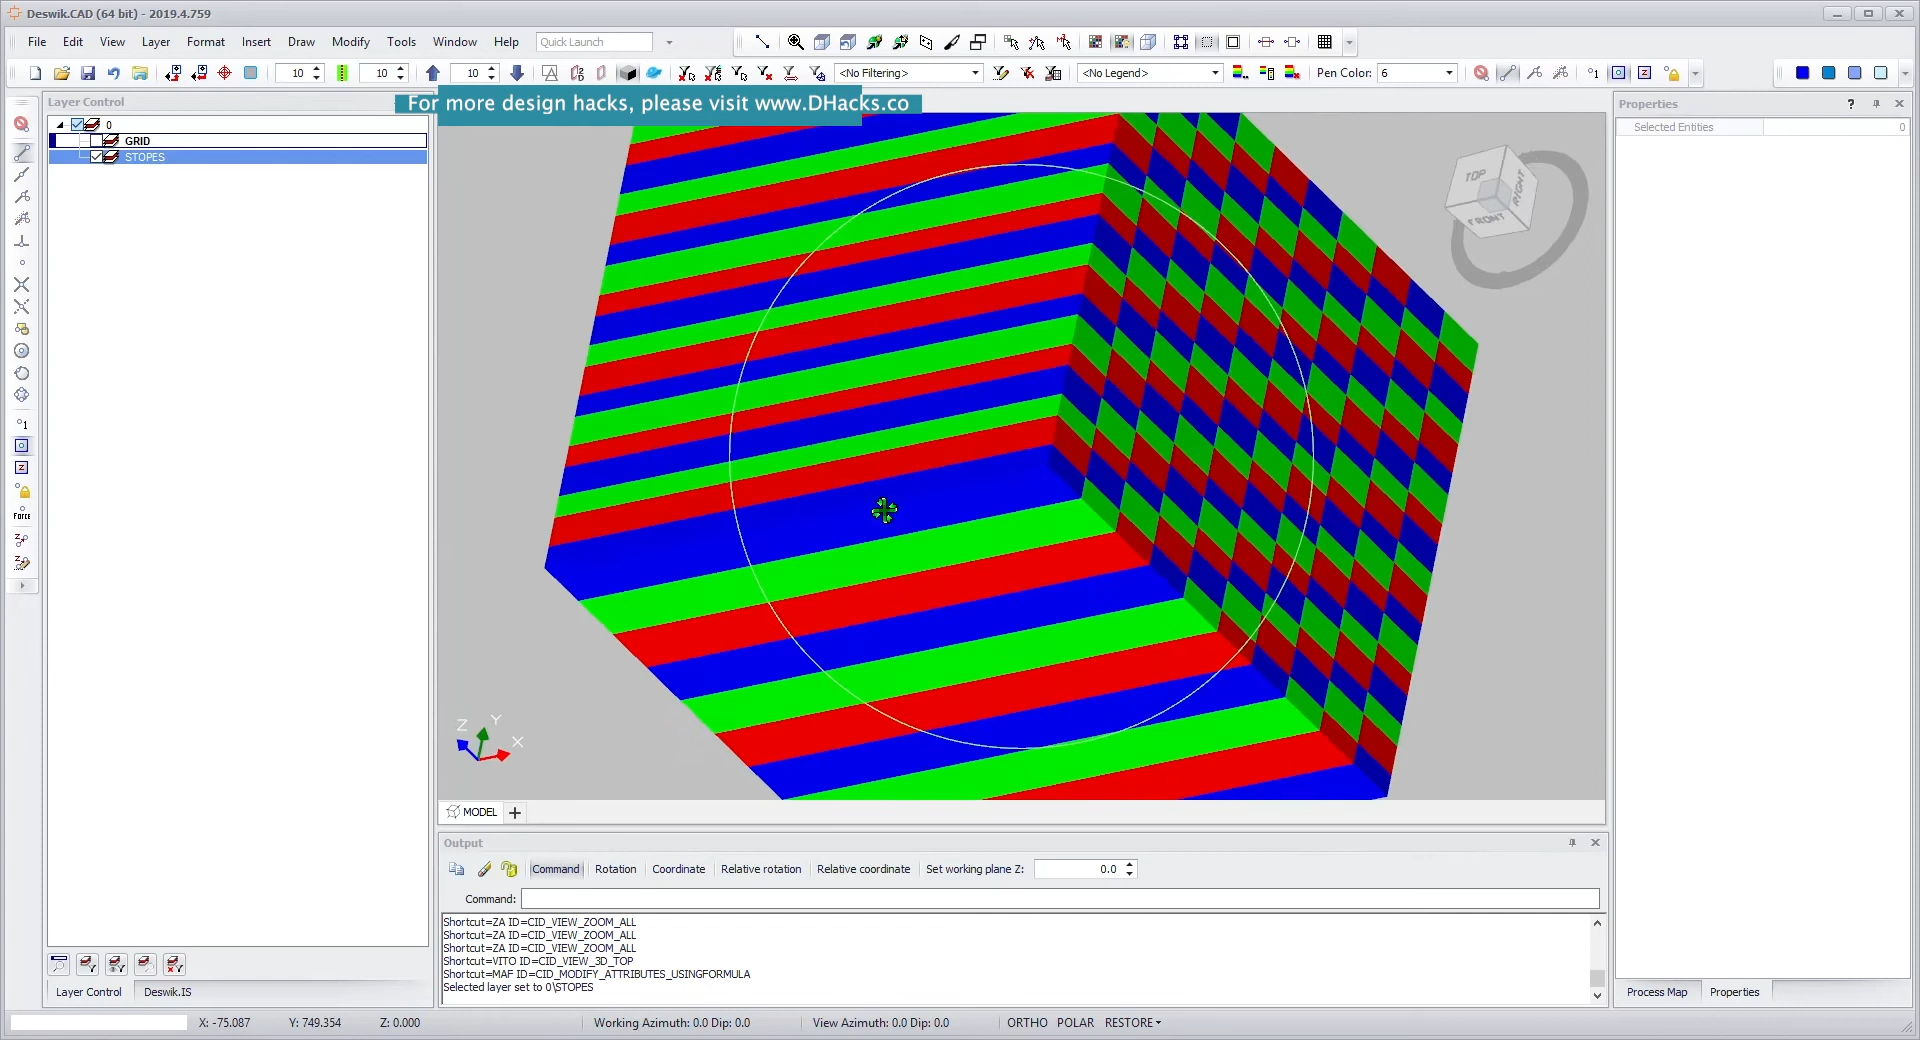 Deswik.CAD (64 bit) - 2019.4.759
File Edit View Layer Format Insert Draw Modify Tools Window Help Quick Launch
10 10 10 <No Filtering> <No Legend> Pen Color: 6
Layer Control
For more design hacks, please visit www.DHacks.co
Properties
0
GRID
STOPES
Selected Entities 0
TOP
FRONT
RIGHT
Force
Z Y X
MODEL
Output
Command Rotation Coordinate Relative rotation Relative coordinate Set working plane Z: 0.0
Command:
Shortcut=ZA ID=CID_VIEW_ZOOM_ALL
Shortcut=ZA ID=CID_VIEW_ZOOM_ALL
Shortcut=ZA ID=CID_VIEW_ZOOM_ALL
Shortcut=VITO ID=CID_VIEW_3D_TOP
Shortcut=MAF ID=CID_MODIFY_ATTRIBUTES_USINGFORMULA
Selected layer set to 0\STOPES
Layer Control Deswik.IS
Process Map Properties
X: -75.087 Y: 749.354 Z: 0.000 Working Azimuth: 0.0 Dip: 0.0 View Azimuth: 0.0 Dip: 0.0 ORTHO POLAR RESTORE